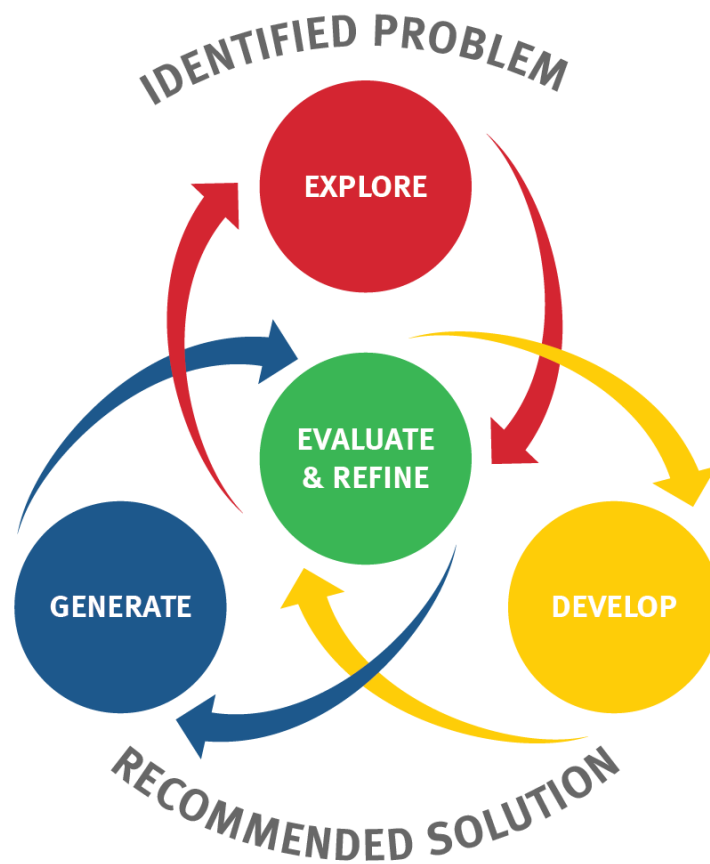 IDENTIFIED PROBLEM
EXPLORE
EVALUATE
& REFINE
GENERATE
DEVELOP
RECOMMENDED SOLUTION